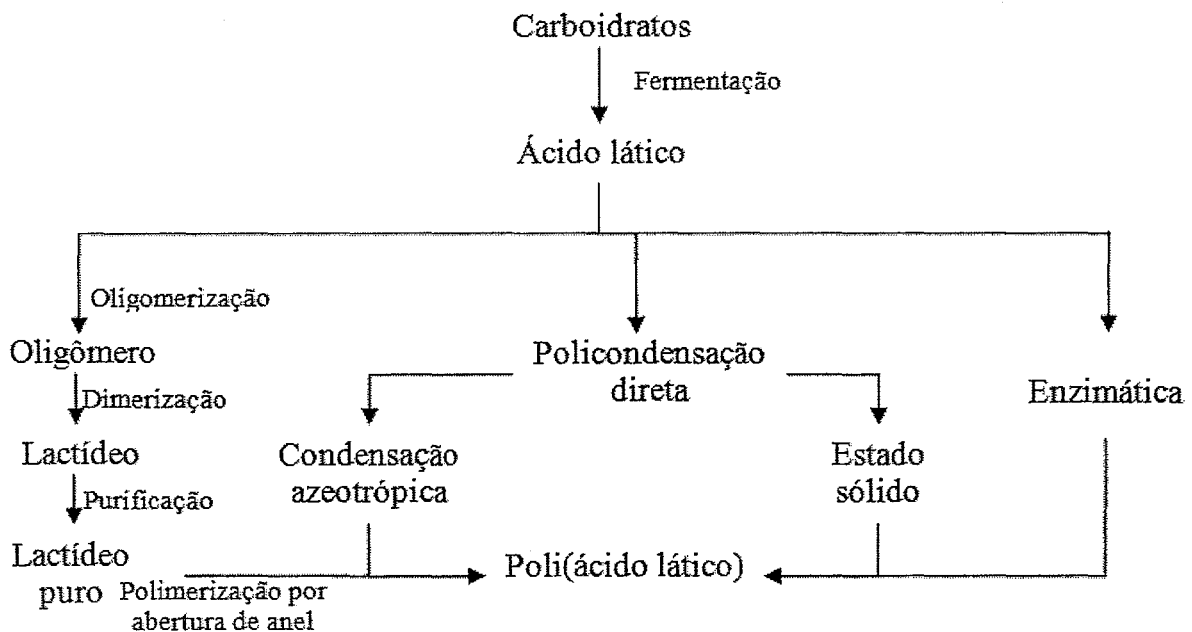 Carboidratos
Fermentação
Ácido lático
Oligomerização
Oligômero
Policondensação
direta
Enzimática
Dimerização
Lactídeo
Condensação
azeotrópica
Estado
sólido
Purificação
Lactídeo
puro
Polimerização por
abertura de anel
Poli(ácido lático)